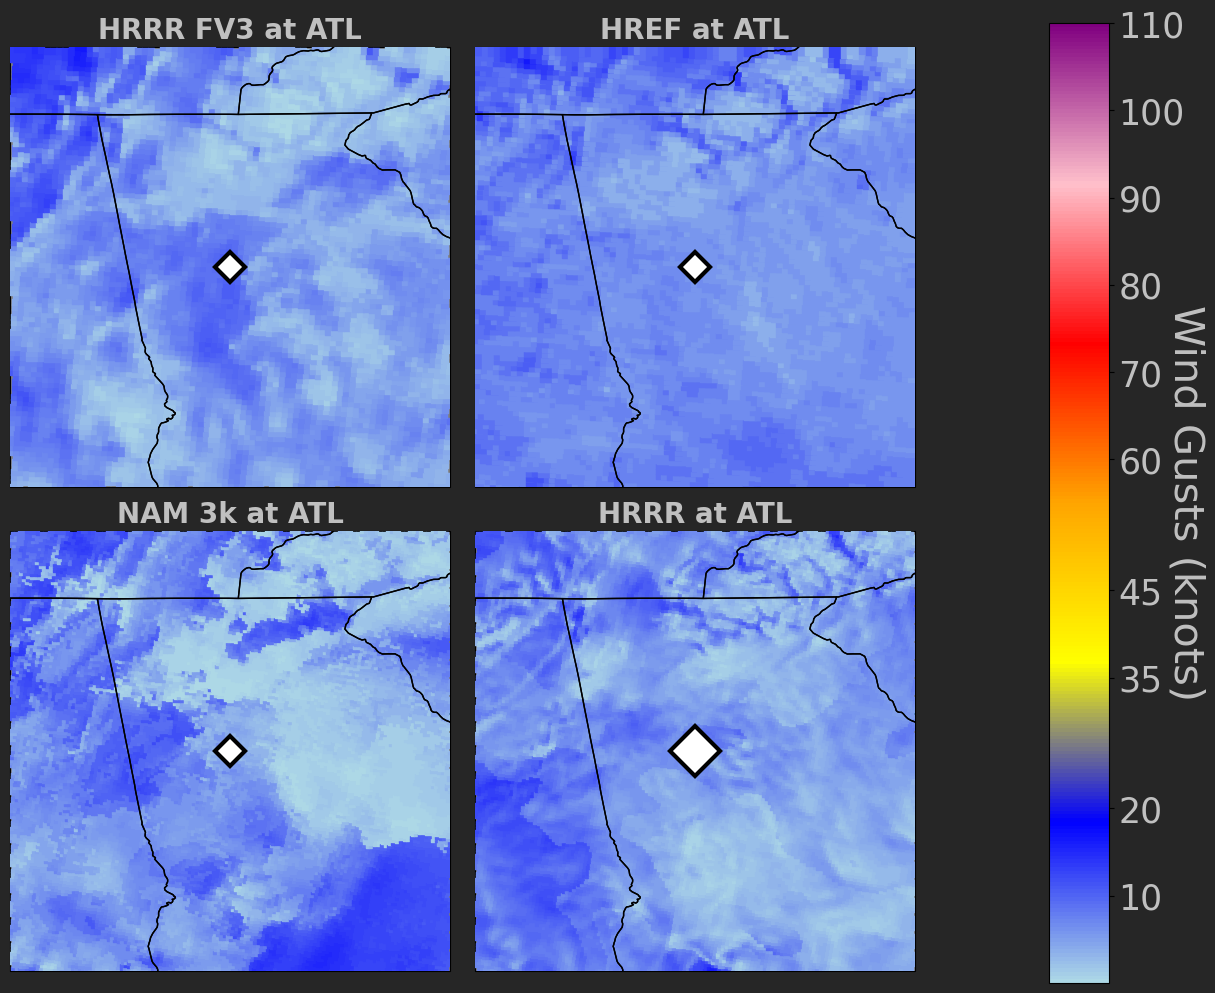 HRRR FV3 at ATL
HREF at ATL
NAM 3k at ATL
HRRR at ATL
110
100
90
80
70
60
45
35
20
10
Wind Gusts (knots)